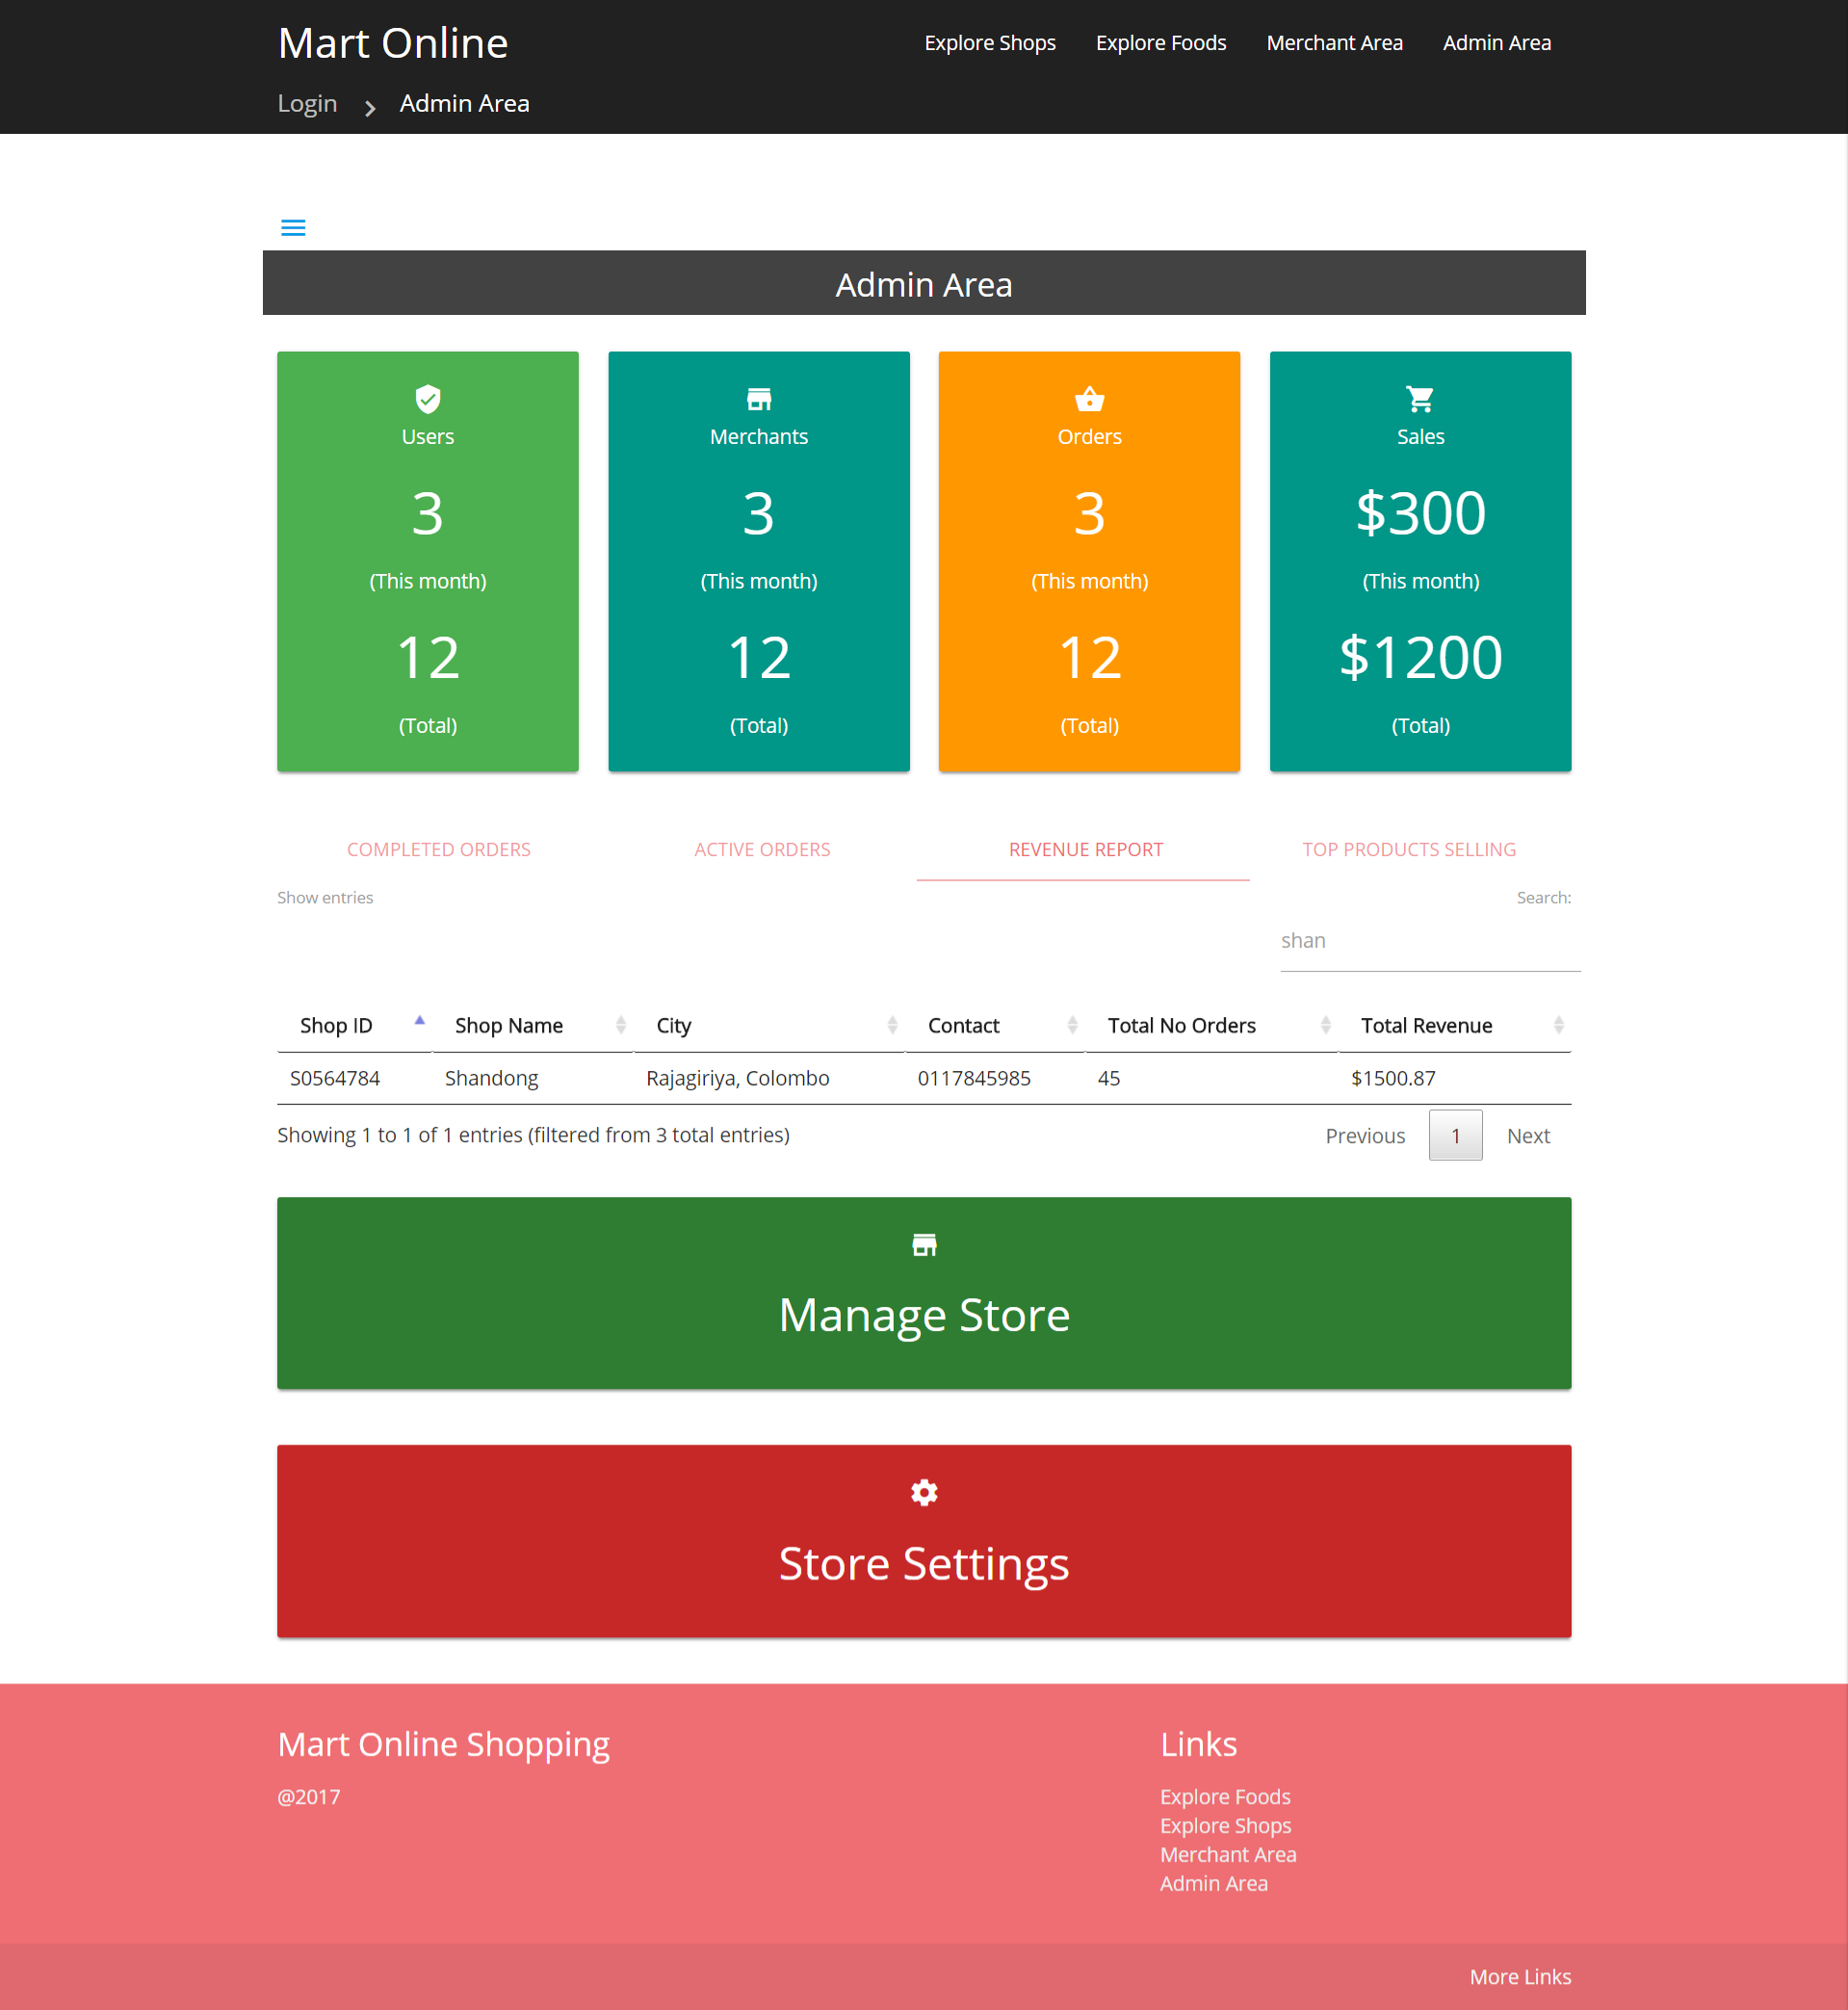 Mart Online
Explore Shops Explore Foods Merchant Area Admin Area
Login Admin Area
Admin Area
Users
3
(This month)
12
(Total)
Merchants
3
(This month)
12
(Total)
Orders
3
(This month)
12
(Total)
Sales
$300
(This month)
$1200
(Total)
COMPLETED ORDERS ACTIVE ORDERS REVENUE REPORT TOP PRODUCTS SELLING
Show entries Search:
shan
Shop ID Shop Name City Contact Total No Orders Total Revenue
S0564784 Shandong Rajagiriya, Colombo 0117845985 45 $1500.87
Showing 1 to 1 of 1 entries (filtered from 3 total entries) Previous 1 Next
Manage Store
Store Settings
Mart Online Shopping
@2017
Links
Explore Foods
Explore Shops
Merchant Area
Admin Area
More Links